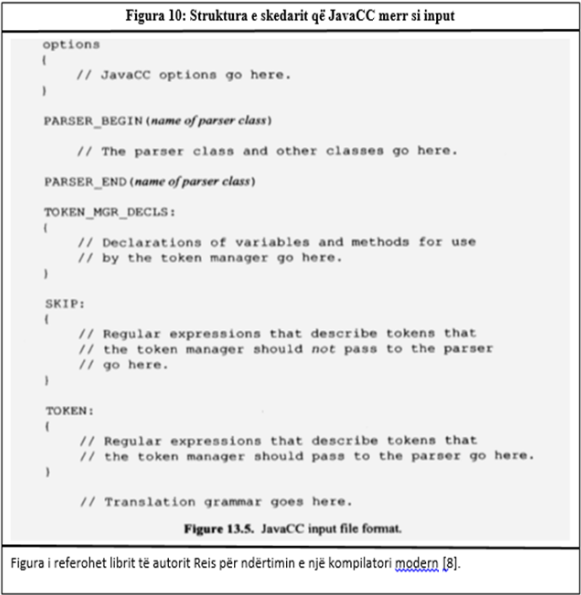 Figura 10: Struktura e skedarit që JavaCC merr si input
options
{
// JavaCC options go here.
}
PARSER_BEGIN(name of parser class)
// The parser class and other classes go here.
PARSER_END(name of parser class)
TOKEN_MGR_DECLS:
{
// Declarations of variables and methods for use
// by the token manager go here.
}
SKIP:
{
// Regular expressions that describe tokens that
// the token manager should not pass to the parser
// go here.
}
TOKEN:
{
// Regular expressions that describe tokens that
// the token manager should pass to the parser go here.
}
// Translation grammar goes here.
Figure 13.5. JavaCC input file format.
Figura i referohet librit të autorit Reis për ndërtimin e një kompilatori modern [8].